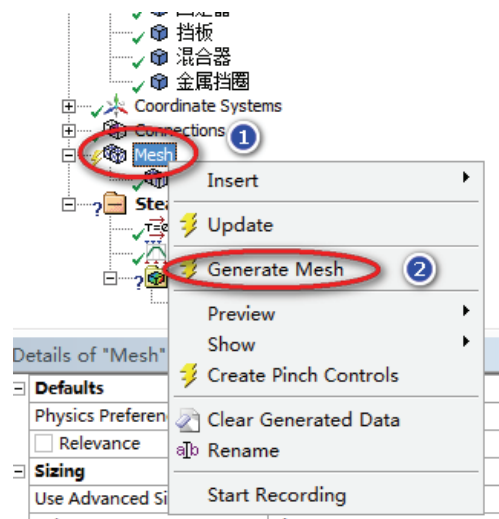 挡板
混合器
金属挡圈
Coordinate Systems
Connections
1
Mesh
Insert
Stea
Update
T=
Generate Mesh
2
?
Preview
Show
Create Pinch Controls
Details of "Mesh"
Defaults
Physics Preferen
Clear Generated Data
Relevance
Rename
Sizing
Use Advanced Si
Start Recording